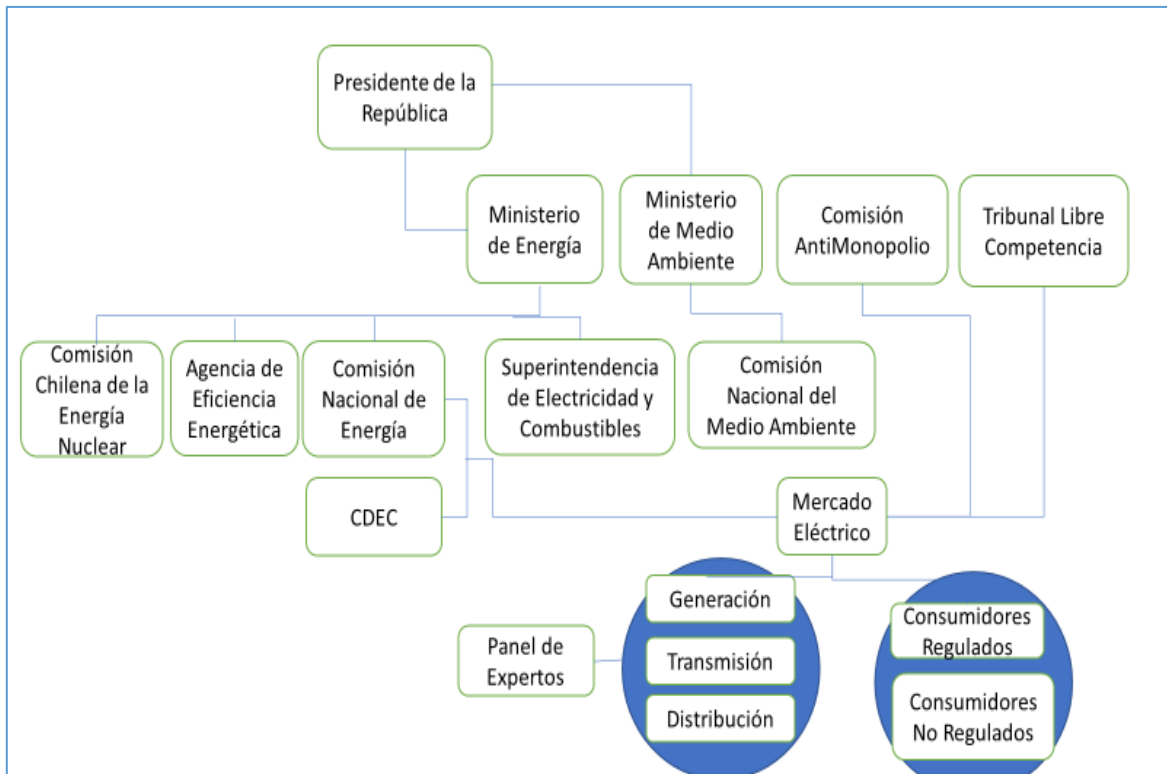 Presidente de la
República
Ministerio
de Energía
Ministerio
de Medio
Ambiente
Comisión
AntiMonopolio
Tribunal Libre
Competencia
Comisión
Chilena de la
Energía
Nuclear
Agencia de
Eficiencia
Energética
Comisión
Nacional de
Energía
Superintendencia
de Electricidad y
Combustibles
Comisión
Nacional del
Medio Ambiente
CDEC
Mercado
Eléctrico
Panel de
Expertos
Generación
Transmisión
Distribución
Consumidores
Regulados
Consumidores
No Regulados